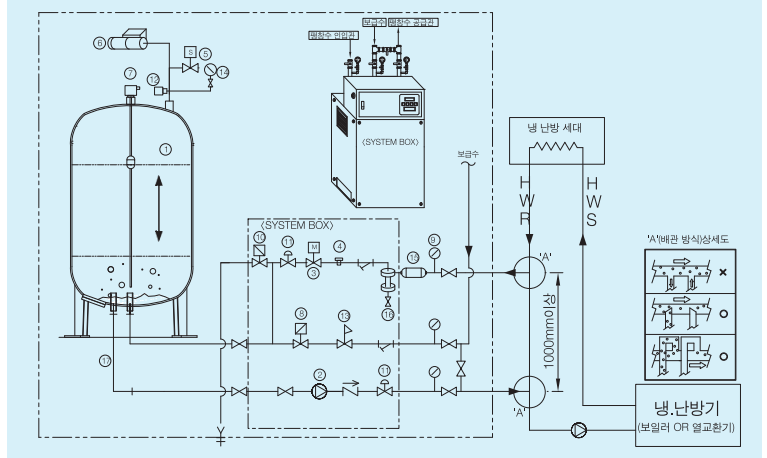 보급수
팽창수 공급관
팽창수 인입관
⑥
S
⑤
⑦
⑫
⑭
①
〈SYSTEM BOX〉
보급수
냉 난방 세대
HWR
HWS
〈SYSTEM BOX〉
⑩
⑪
M
③
④
⑨
⑮
⑯
'A'
'A'(배관 방식)상세도
×
○
○
1000mm이상
⑧
⑬
⑰
②
⑪
'A'
냉.난방기
(보일러 OR 열교환기)